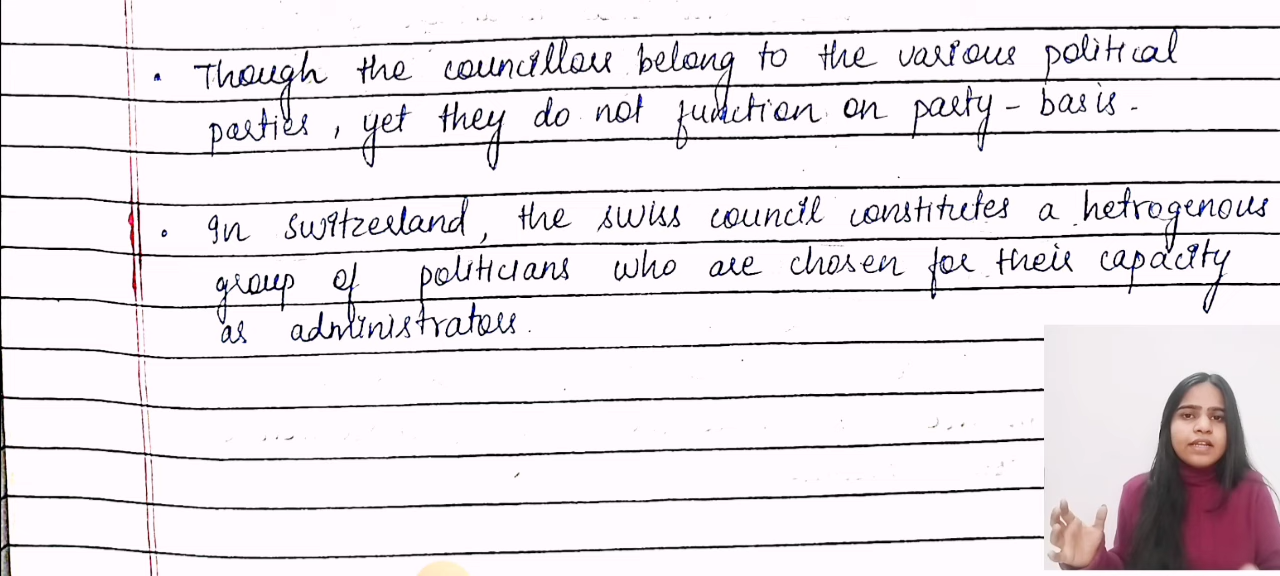 • Though the councillors belong to the various political
parties, yet they do not function on party-basis.
• In Switzerland, the swiss council constitutes a hetrogenous
group of politicians who are chosen for their capacity
as administrators.